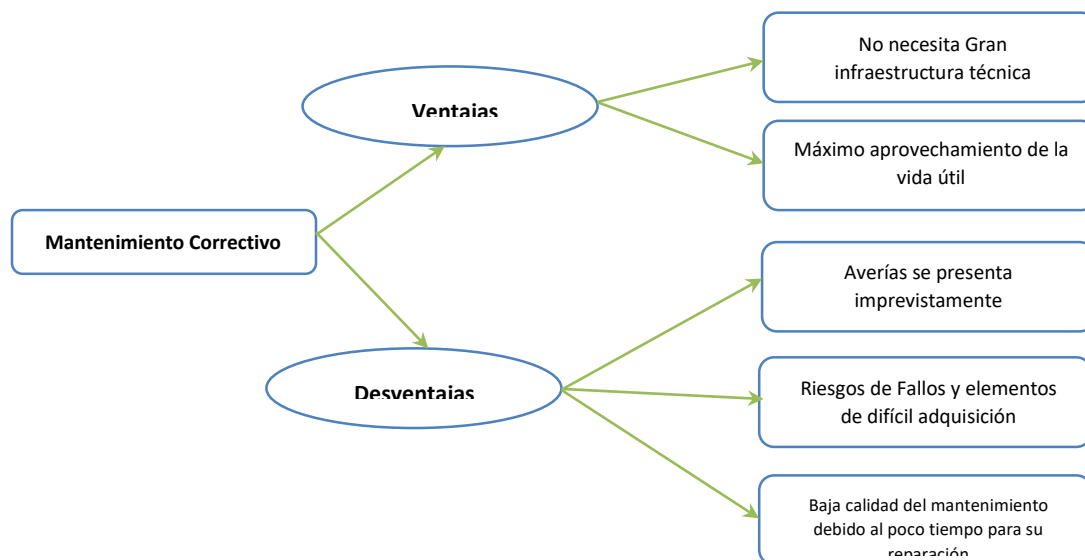 No necesita Gran
infraestructura técnica
Ventajas
Máximo aprovechamiento de la
vida útil
Mantenimiento Correctivo
Averías se presenta
imprevistamente
Desventajas
Riesgos de Fallos y elementos
de difícil adquisición
Baja calidad del mantenimiento
debido al poco tiempo para su
reparación